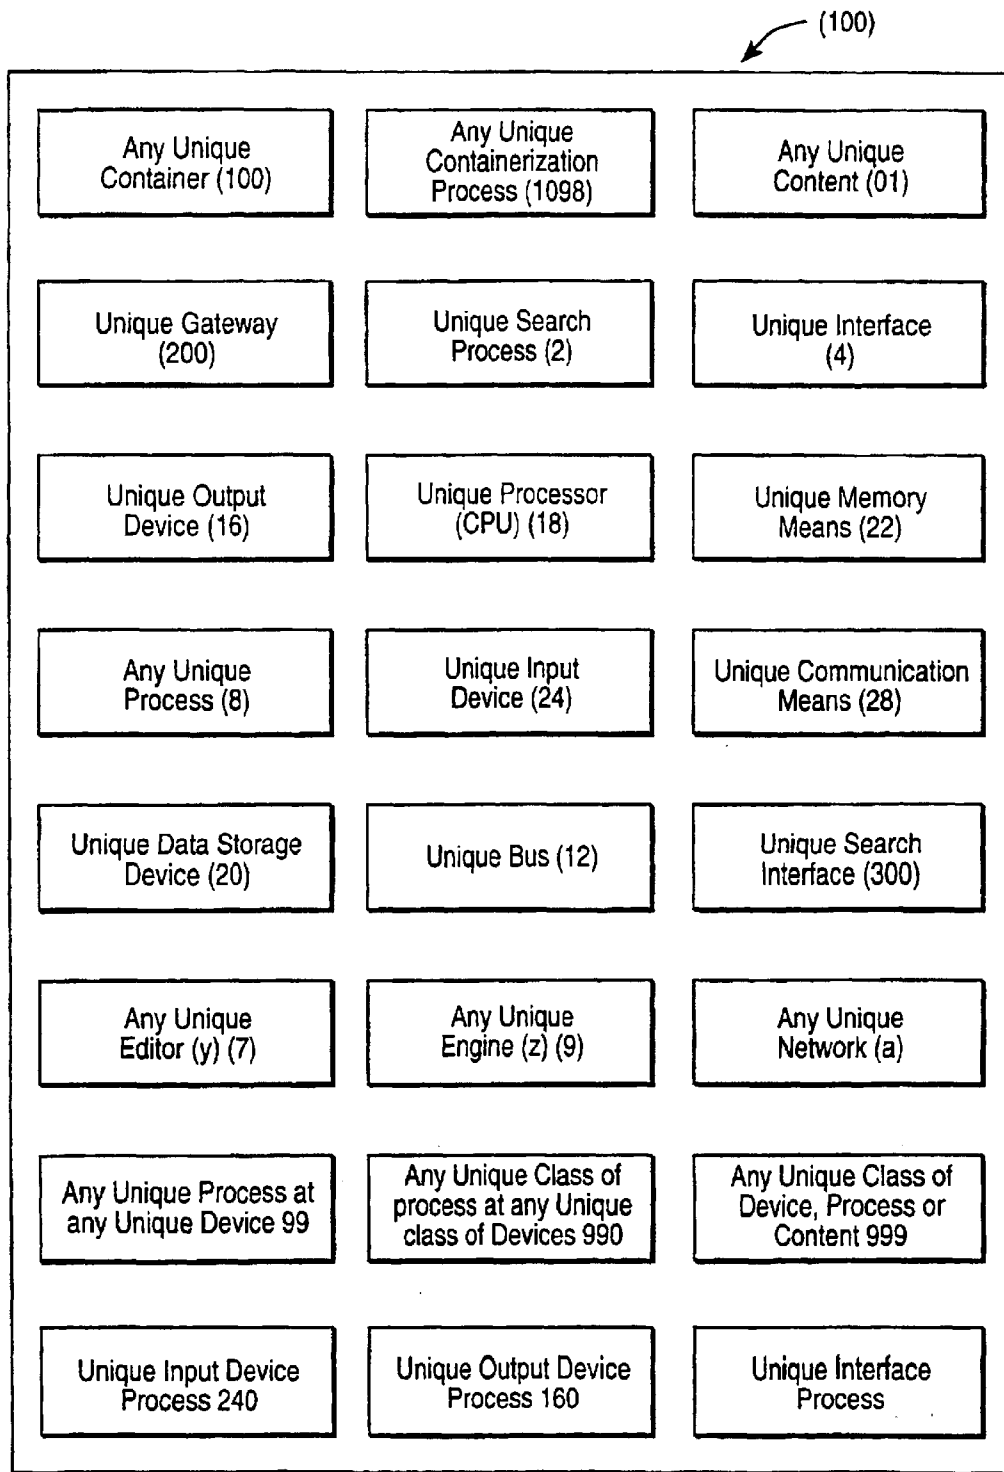 (100)
Any Unique
Container (100)
Any Unique
Containerization
Process (1098)
Any Unique
Content (01)
Unique Gateway
(200)
Unique Search
Process (2)
Unique Interface
(4)
Unique Output
Device (16)
Unique Processor
(CPU) (18)
Unique Memory
Means (22)
Any Unique
Process (8)
Unique Input
Device (24)
Unique Communication
Means (28)
Unique Data Storage
Device (20)
Unique Bus (12)
Unique Search
Interface (300)
Any Unique
Editor (y) (7)
Any Unique
Engine (z) (9)
Any Unique
Network (a)
Any Unique Process at
any Unique Device 99
Any Unique Class of
process at any Unique
class of Devices 990
Any Unique Class of
Device, Process or
Content 999
Unique Input Device
Process 240
Unique Output Device
Process 160
Unique Interface
Process